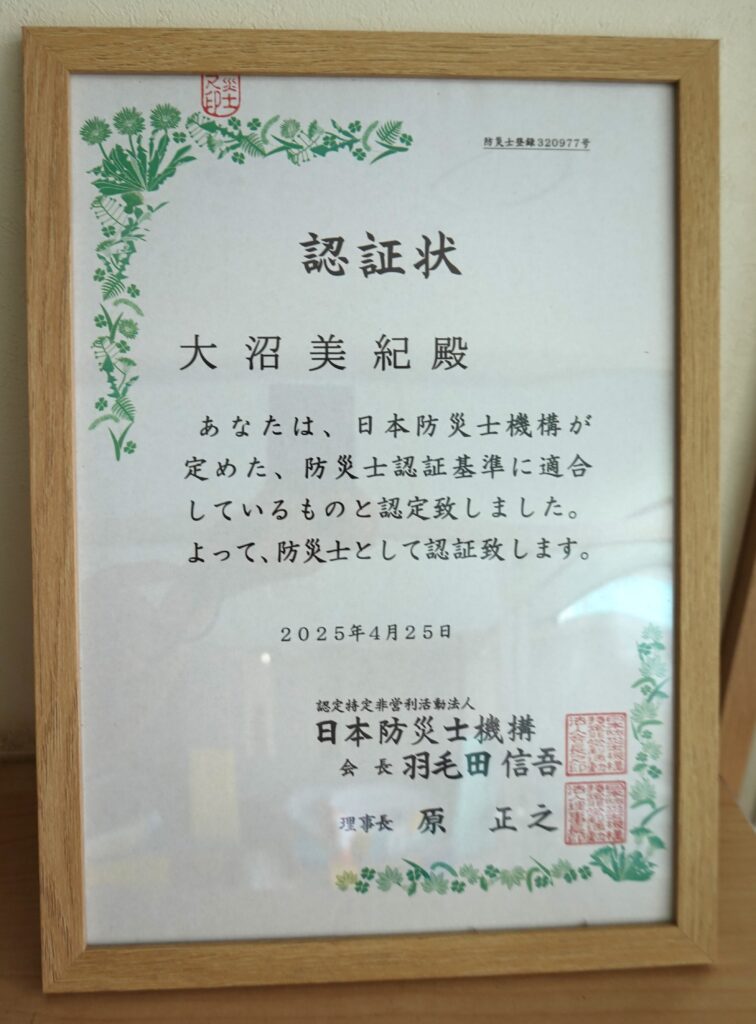 防災士登録320977号
認証状
大沼美紀殿
あなたは、日本防災士機構が
定めた、防災士認証基準に適合
しているものと認定致しました。
よって、防災士として認証致します。
2025年4月25日
認定特定非営利活動法人
日本防災士機構
会長 羽毛田信吾
理事長 原 正之